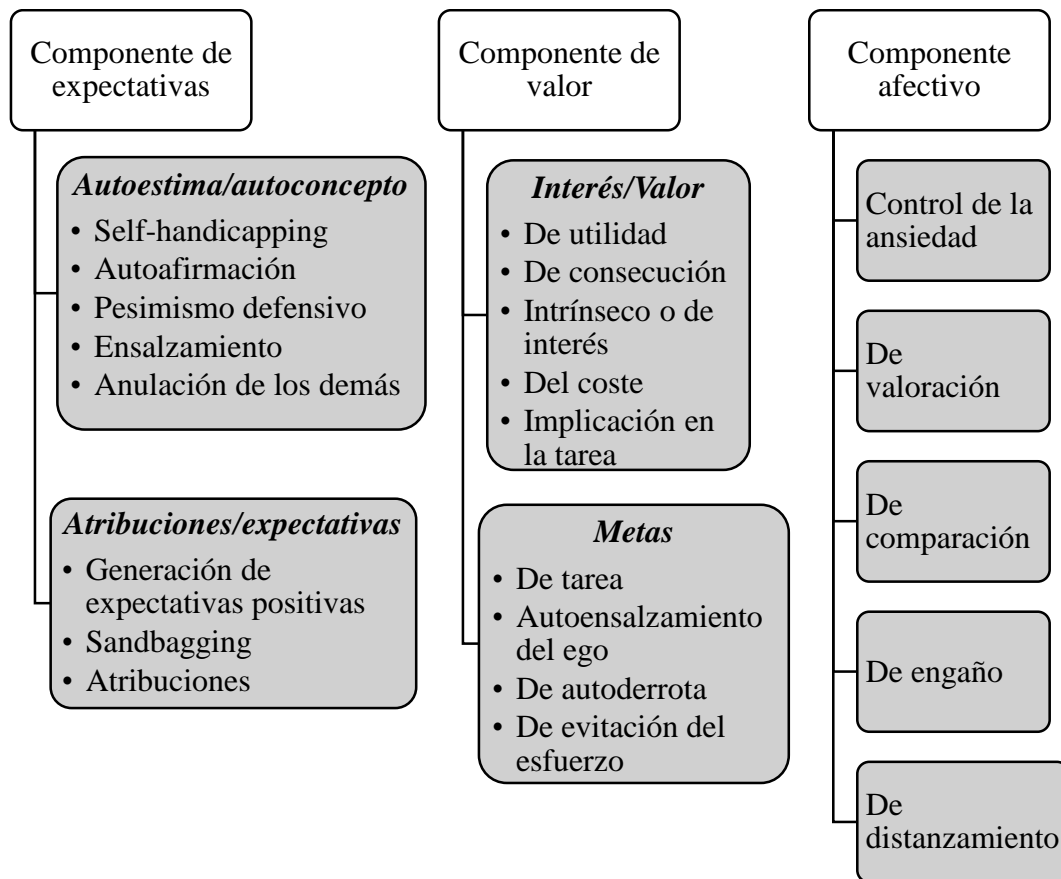 Componente de
expectativas
Autoestima/autoconcepto
• Self-handicapping
• Autoafirmación
• Pesimismo defensivo
• Ensalzamiento
• Anulación de los demás
Atribuciones/expectativas
• Generación de
expectativas positivas
• Sandbagging
• Atribuciones
Componente de
valor
Interés/Valor
• De utilidad
• De consecución
• Intrínseco o de
interés
• Del coste
• Implicación en
la tarea
Metas
• De tarea
• Autoensalzamiento
del ego
• De autoderrota
• De evitación del
esfuerzo
Componente
afectivo
Control de la
ansiedad
De
valoración
De
comparación
De engaño
De
distanzamiento